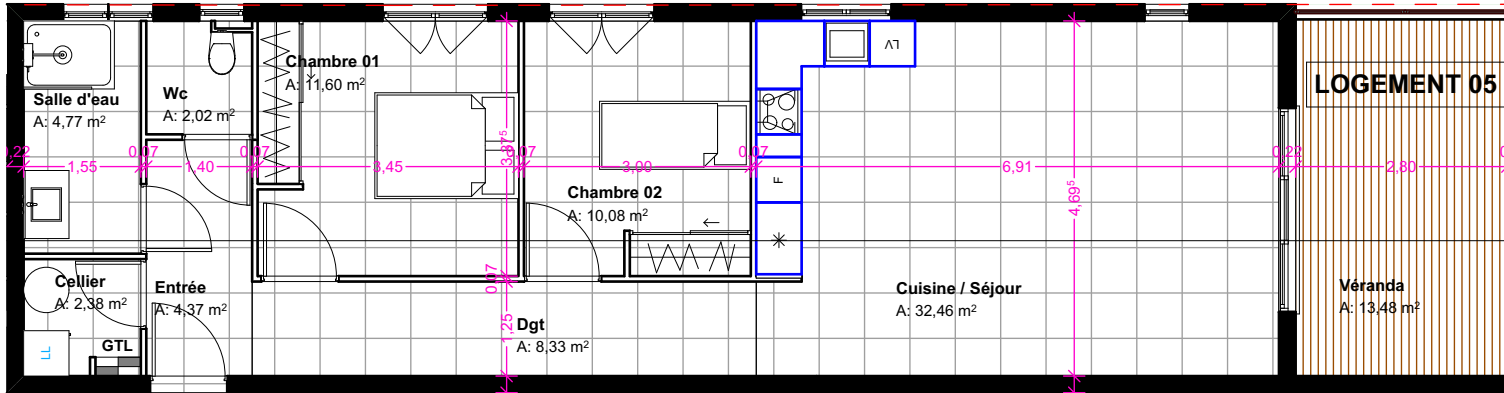 Salle d'eau
A: 4,77 m²
Wc
A: 2,02 m²
Chambre 01
A: 11,60 m²
LV
LOGEMENT 05
0,22
1,55
0,07
1,40
0,07
3,45
3,37⁵
0,07
3,00
0,07
6,91
4,69⁵
0,22
2,80
F
Chambre 02
A: 10,08 m²
Cellier
A: 2,38 m²
Entrée
A: 4,37 m²
0,07
1,25
Dgt
A: 8,33 m²
Cuisine / Séjour
A: 32,46 m²
Véranda
A: 13,48 m²
LL
GTL